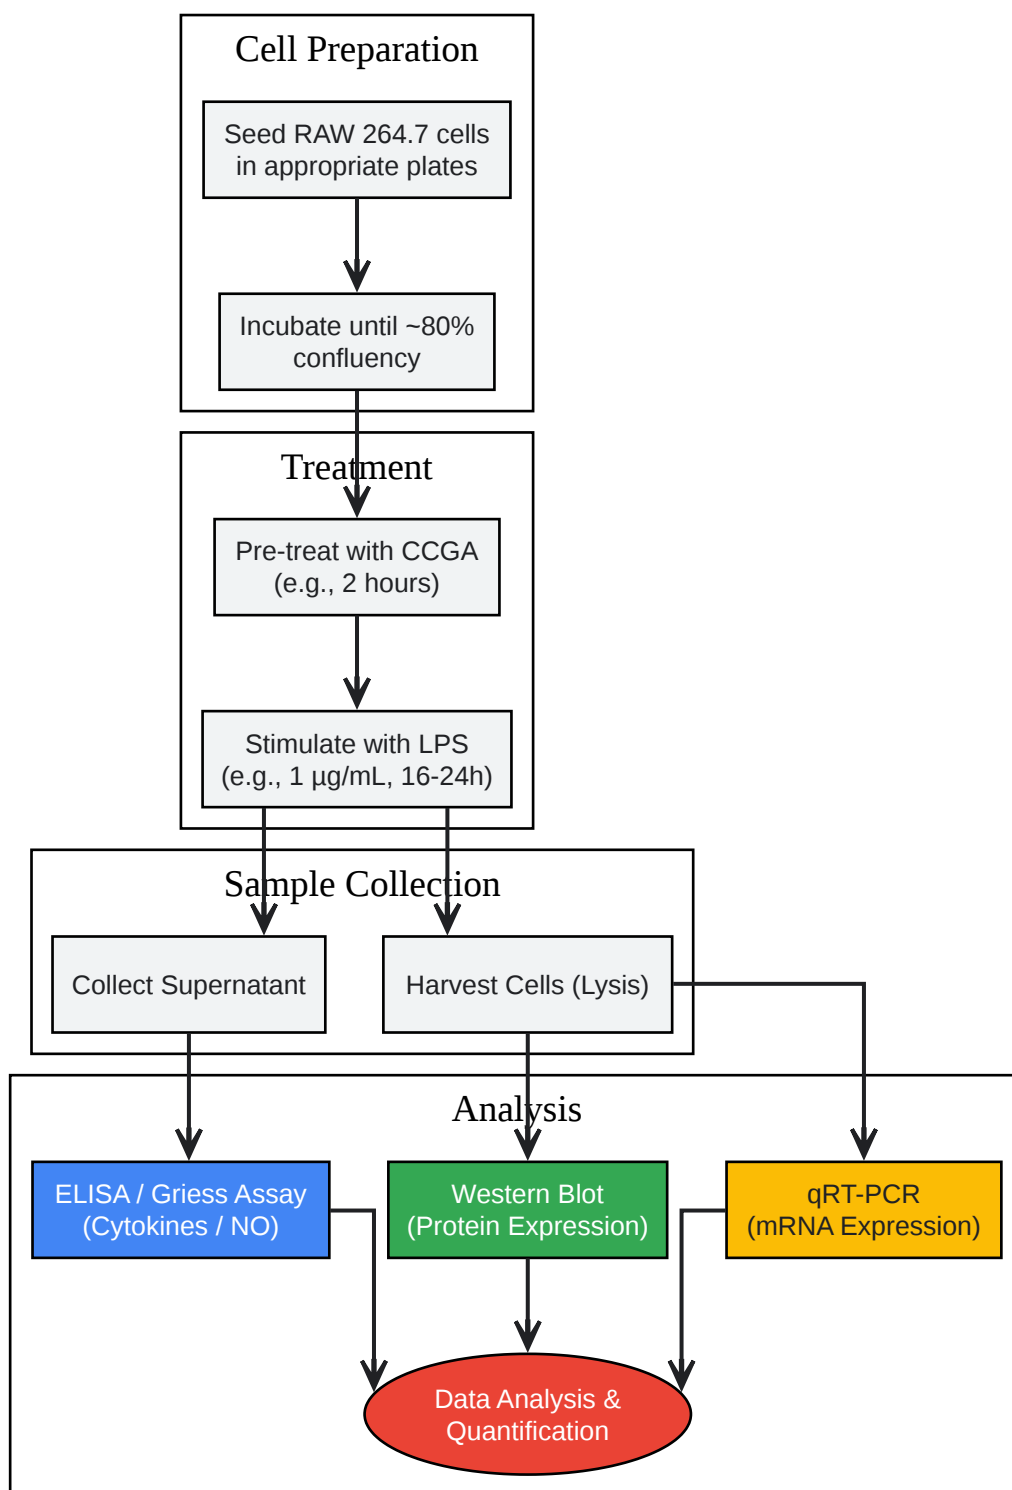 Cell Preparation
Seed RAW 264.7 cells
in appropriate plates
Incubate until ~80%
confluency
Treatment
Pre-treat with CCGA
(e.g., 2 hours)
Stimulate with LPS
(e.g., 1 µg/mL, 16-24h)
Sample Collection
Collect Supernatant
Harvest Cells (Lysis)
Analysis
ELISA / Griess Assay
(Cytokines / NO)
Western Blot
(Protein Expression)
qRT-PCR
(mRNA Expression)
Data Analysis &
Quantification